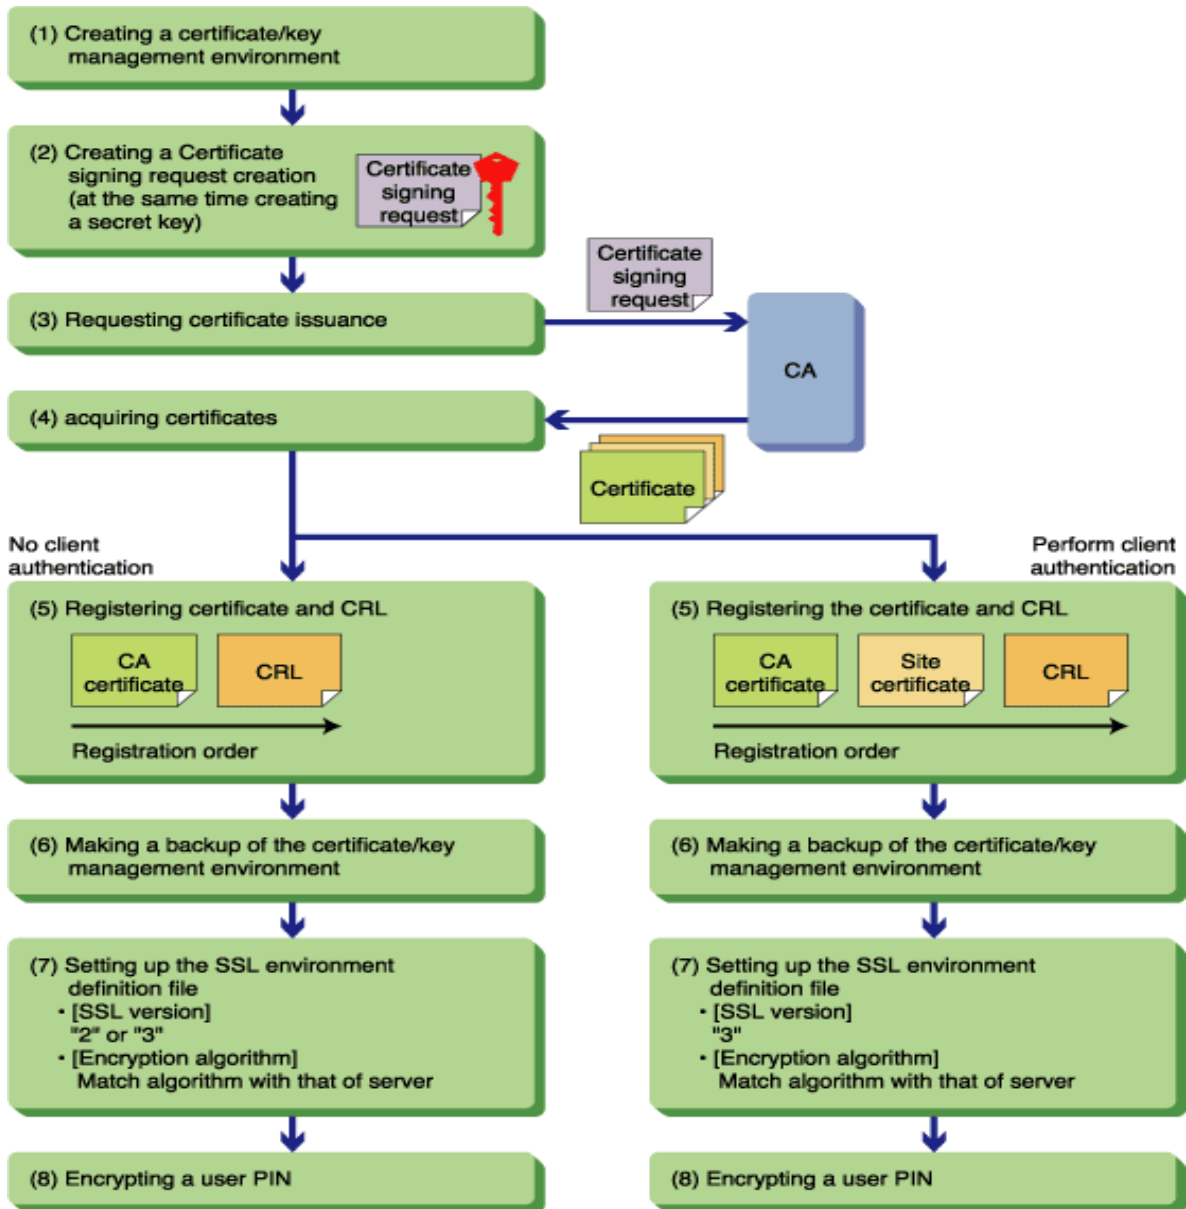 (1) Creating a certificate/key
management environment
(2) Creating a Certificate
signing request creation
(at the same time creating
a secret key)
Certificate
signing
request
Certificate
signing
request
(3) Requesting certificate issuance
CA
(4) acquiring certificates
Certificate
No client
authentication
Perform client
authentication
(5) Registering certificate and CRL
CA
certificate
CRL
Registration order
(5) Registering the certificate and CRL
CA
certificate
Site
certificate
CRL
Registration order
(6) Making a backup of the certificate/key
management environment
(6) Making a backup of the certificate/key
management environment
(7) Setting up the SSL environment
definition file
• [SSL version]
"2" or "3"
• [Encryption algorithm]
Match algorithm with that of server
(7) Setting up the SSL environment
definition file
• [SSL version]
"3"
• [Encryption algorithm]
Match algorithm with that of server
(8) Encrypting a user PIN
(8) Encrypting a user PIN